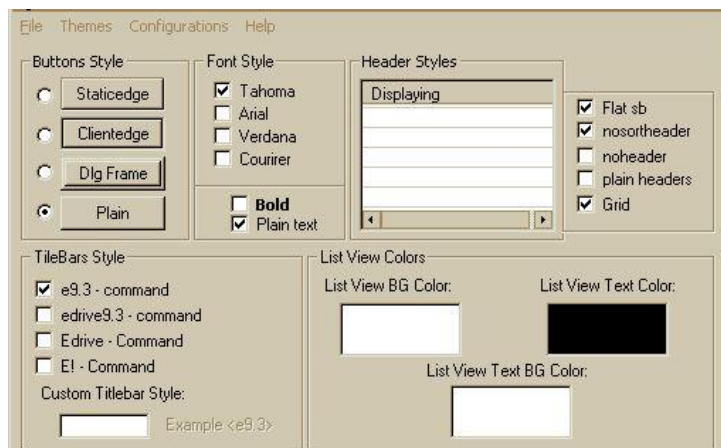 File Themes Configurations Help
Buttons Style
Staticedge
Clientedge
Dlg Frame
Plain
Font Style
Tahoma
Arial
Verdana
Courirer
Bold
Plain text
Header Styles
Displaying
Flat sb
nosortheader
noheader
plain headers
Grid
TileBars Style
e9.3 - command
edrive9.3 - command
Edrive - Command
E! - Command
Custom Titlebar Style:
Example <e9.3>
List View Colors
List View BG Color:
List View Text Color:
List View Text BG Color: